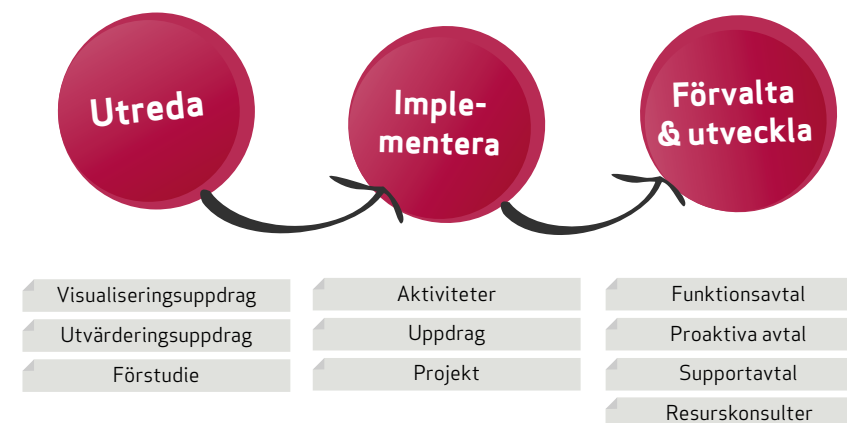 Utreda
Imple-
mentera
Förvalta
& utveckla
Visualiseringsuppdrag
Utvärderingsuppdrag
Förstudie
Aktiviteter
Uppdrag
Projekt
Funktionsavtal
Proaktiva avtal
Supportavtal
Resurskonsulter